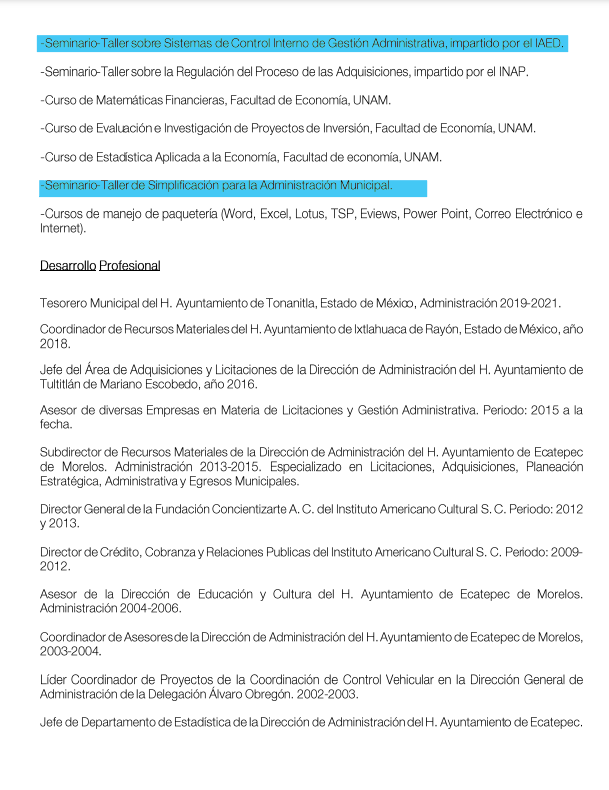 -Seminario-Taller sobre Sistemas de Control Interno de Gestión Administrativa, impartido por el IAED.
-Seminario-Taller sobre la Regulación del Proceso de las Adquisiciones, impartido por el INAP.
-Curso de Matemáticas Financieras, Facultad de Economía, UNAM.
-Curso de Evaluación e Investigación de Proyectos de Inversión, Facultad de Economía, UNAM.
-Curso de Estadística Aplicada a la Economía, Facultad de economía, UNAM.
-Seminario-Taller de Simplificación para la Administración Municipal.
-Cursos de manejo de paquetería (Word, Excel, Lotus, TSP, Eviews, Power Point, Correo Electrónico e
Internet).
Desarrollo Profesional
Tesorero Municipal del H. Ayuntamiento de Tonanitla, Estado de México, Administración 2019-2021.
Coordinador de Recursos Materiales del H. Ayuntamiento de Ixtlahuaca de Rayón, Estado de México, año
2018.
Jefe del Área de Adquisiciones y Licitaciones de la Dirección de Administración del H. Ayuntamiento de
Tultitlán de Mariano Escobedo, año 2016.
Asesor de diversas Empresas en Materia de Licitaciones y Gestión Administrativa. Periodo: 2015 a la
fecha.
Subdirector de Recursos Materiales de la Dirección de Administración del H. Ayuntamiento de Ecatepec
de Morelos. Administración 2013-2015. Especializado en Licitaciones, Adquisiciones, Planeación
Estratégica, Administrativa y Egresos Municipales.
Director General de la Fundación Concientizarte A. C. del Instituto Americano Cultural S. C. Periodo: 2012
y 2013.
Director de Crédito, Cobranza y Relaciones Publicas del Instituto Americano Cultural S. C. Periodo: 2009-
2012.
Asesor de la Dirección de Educación y Cultura del H. Ayuntamiento de Ecatepec de Morelos.
Administración 2004-2006.
Coordinador de Asesores de la Dirección de Administración del H. Ayuntamiento de Ecatepec de Morelos,
2003-2004.
Líder Coordinador de Proyectos de la Coordinación de Control Vehicular en la Dirección General de
Administración de la Delegación Álvaro Obregón. 2002-2003.
Jefe de Departamento de Estadística de la Dirección de Administración del H. Ayuntamiento de Ecatepec.